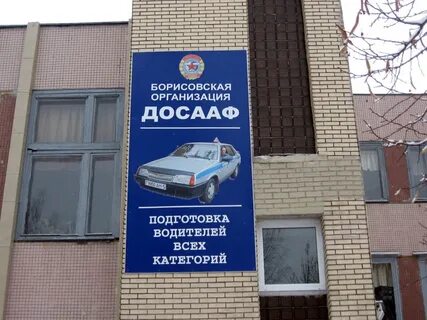 БОРИСОВСКАЯ
ОРГАНИЗАЦИЯ
ДОСААФ
ПОДГОТОВКА
ВОДИТЕЛЕЙ
ВСЕХ
КАТЕГОРИЙ